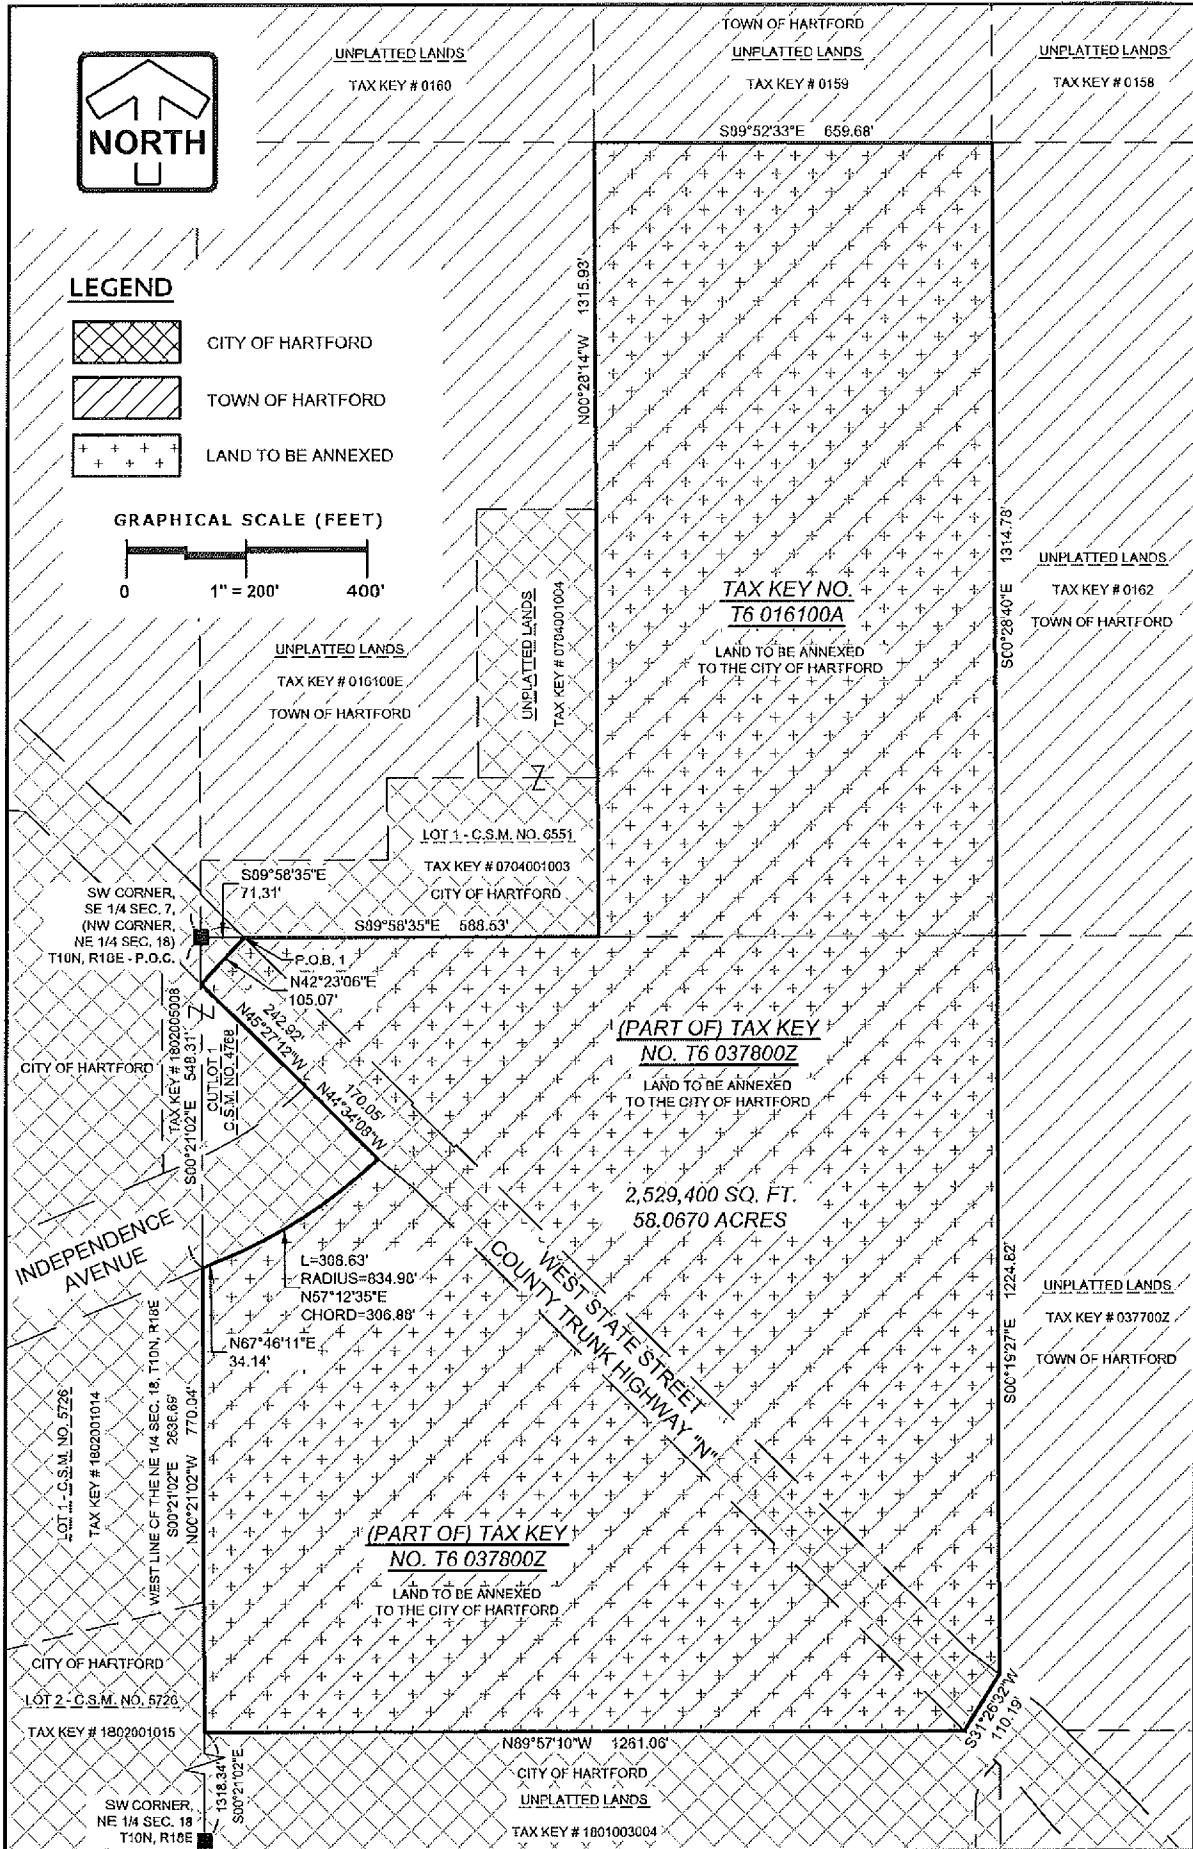 TOWN OF HARTFORD
UNPLATTED LANDS
TAX KEY # 0160
UNPLATTED LANDS
TAX KEY # 0159
UNPLATTED LANDS
TAX KEY # 0158
NORTH
S89°52'33"E 659.68'
LEGEND
CITY OF HARTFORD
TOWN OF HARTFORD
LAND TO BE ANNEXED
GRAPHICAL SCALE (FEET)
0 1" = 200' 400'
N00°28'14"W 1315.93'
S00°28'40"E 1314.78'
TAX KEY NO.
T6 016100A
LAND TO BE ANNEXED
TO THE CITY OF HARTFORD
UNPLATTED LANDS
TAX KEY # 0162
TOWN OF HARTFORD
UNPLATTED LANDS
TAX KEY # 0704001004
UNPLATTED LANDS
TAX KEY # 016100E
TOWN OF HARTFORD
LOT 1 - C.S.M. NO. 6551
TAX KEY # 0704001003
CITY OF HARTFORD
S89°58'35"E
71.31'
S89°58'35"E 588.53'
SW CORNER,
SE 1/4 SEC. 7,
(NW CORNER,
NE 1/4 SEC. 18)
T10N, R18E - P.O.C.
P.O.B. 1
N42°23'06"E
105.07'
242.92'
N45°27'12"W
170.05'
N44°34'08"W
CITY OF HARTFORD
TAX KEY # 1802005008
S00°21'02"E 548.31'
OUTLOT 1
C.S.M. NO. 4788
(PART OF) TAX KEY
NO. T6 037800Z
LAND TO BE ANNEXED
TO THE CITY OF HARTFORD
2,529,400 SQ. FT.
58.0670 ACRES
INDEPENDENCE
AVENUE
L=308.63'
RADIUS=834.90'
N57°12'35"E
CHORD=306.88'
N67°46'11"E
34.14'
WEST STATE STREET
COUNTY TRUNK HIGHWAY "N"
S00°19'27"E 1224.82'
UNPLATTED LANDS
TAX KEY # 037700Z
TOWN OF HARTFORD
LOT 1 - C.S.M. NO. 5726
TAX KEY # 1802001014
WEST LINE OF THE NE 1/4 SEC. 18, T10N, R18E
S00°21'02"E 2636.69'
N00°21'02"W 770.04'
(PART OF) TAX KEY
NO. T6 037800Z
LAND TO BE ANNEXED
TO THE CITY OF HARTFORD
CITY OF HARTFORD
LOT 2 - C.S.M. NO. 5726
TAX KEY # 1802001015
S31°26'32"W
110.19'
N89°57'10"W 1261.06'
CITY OF HARTFORD
UNPLATTED LANDS
TAX KEY # 1801003004
1318.34'
S00°21'02"E
SW CORNER,
NE 1/4 SEC. 18
T10N, R18E